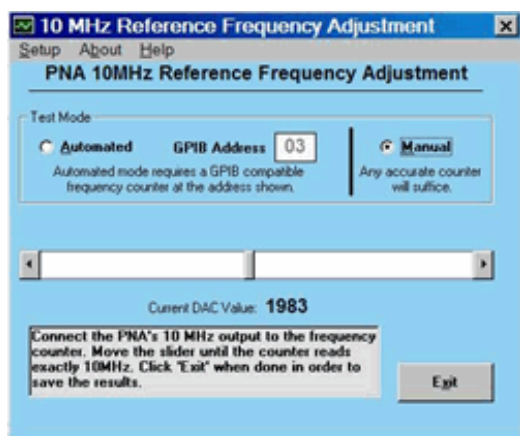 10 MHz Reference Frequency Adjustment
Setup About Help
PNA 10MHz Reference Frequency Adjustment
Test Mode
Automated GPIB Address 03 Manual
Automated mode requires a GPIB compatible
frequency counter at the address shown.
Any accurate counter
will suffice.
Current DAC Value: 1983
Connect the PNA's 10 MHz output to the frequency
counter. Move the slider until the counter reads
exactly 10MHz. Click "Exit" when done in order to
save the results.
Exit